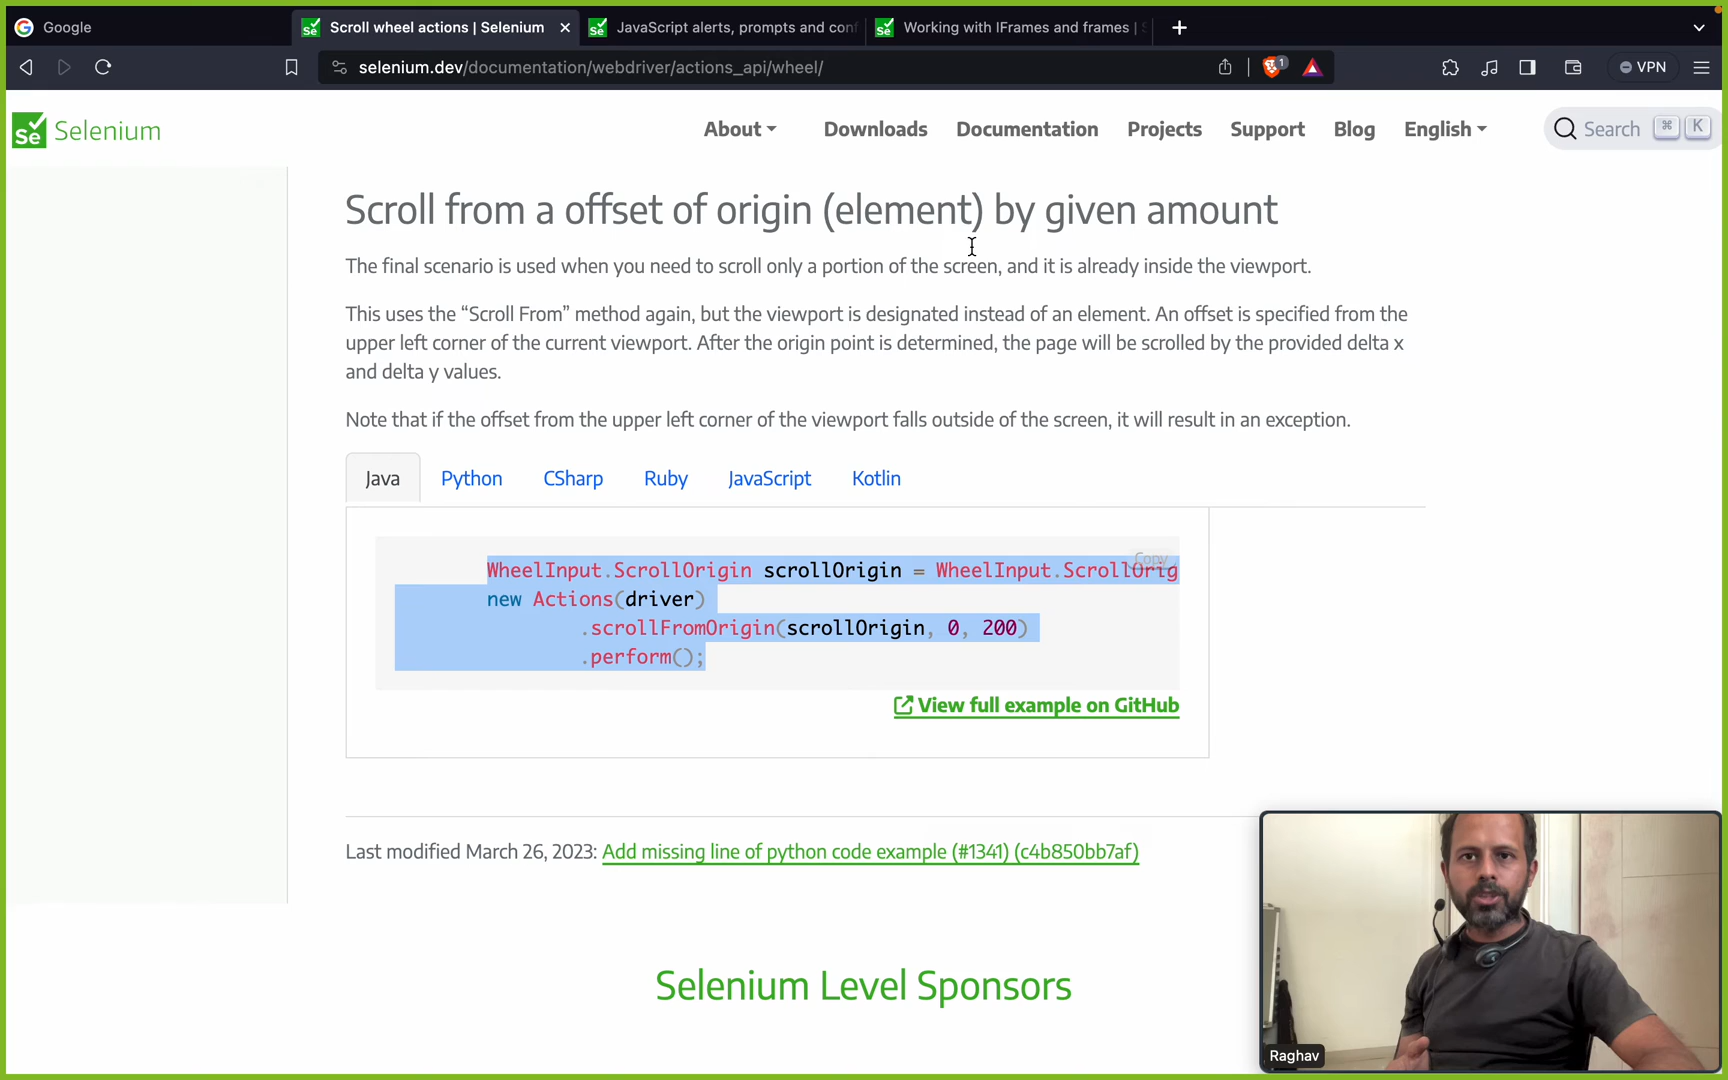 Google
Scroll wheel actions | Selenium
JavaScript alerts, prompts and con
Working with IFrames and frames |
selenium.dev/documentation/webdriver/actions_api/wheel/
1
VPN
Se Selenium
About
Downloads
Documentation
Projects
Support
Blog
English
Search ⌘ K
Scroll from a offset of origin (element) by given amount
The final scenario is used when you need to scroll only a portion of the screen, and it is already inside the viewport.
This uses the “Scroll From” method again, but the viewport is designated instead of an element. An offset is specified from the
upper left corner of the current viewport. After the origin point is determined, the page will be scrolled by the provided delta x
and delta y values.
Note that if the offset from the upper left corner of the viewport falls outside of the screen, it will result in an exception.
Java
Python
CSharp
Ruby
JavaScript
Kotlin
Copy
WheelInput.ScrollOrigin scrollOrigin = WheelInput.ScrollOrig
new Actions(driver)
.scrollFromOrigin(scrollOrigin, 0, 200)
.perform();
View full example on GitHub
Last modified March 26, 2023: Add missing line of python code example (#1341) (c4b850bb7af)
Selenium Level Sponsors
Raghav